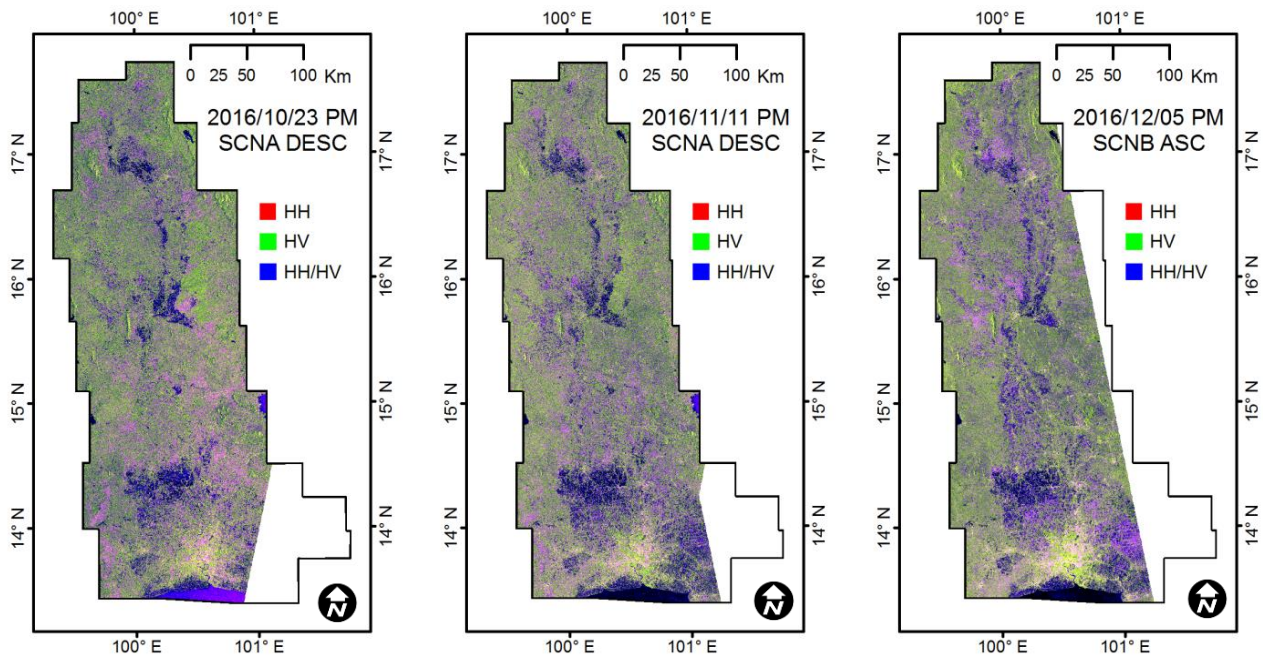 100° E 101° E
0 25 50 100 Km
2016/10/23 PM
SCNA DESC
HH
HV
HH/HV
17° N
16° N
15° N
14° N
17° N
16° N
15° N
14° N
N
100° E 101° E
100° E 101° E
0 25 50 100 Km
2016/11/11 PM
SCNA DESC
HH
HV
HH/HV
17° N
16° N
15° N
14° N
17° N
16° N
15° N
14° N
N
100° E 101° E
100° E 101° E
0 25 50 100 Km
2016/12/05 PM
SCNB ASC
HH
HV
HH/HV
17° N
16° N
15° N
14° N
17° N
16° N
15° N
14° N
N
100° E 101° E